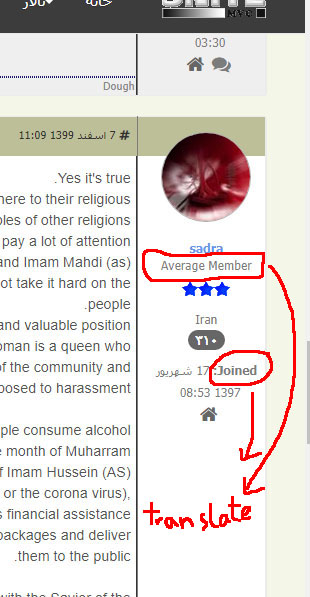 خانه
تالار
MVC
03:30
Dough
# 7 اسفند 1399 11:09
.Yes it's true
here to their religious
ples of other religions
pay a lot of attention
and Imam Mahdi (as)
ot take it hard on the
.people
and valuable position
oman is a queen who
of the community and
posed to harassment
ple consume alcohol
e month of Muharram
f Imam Hussein (AS)
or the corona virus),
s financial assistance
packages and deliver
.them to the public
with the Savior of the
sadra
Average Member
Iran
۳۱۰
Joined: 17 شهریور
1397 08:53
translate